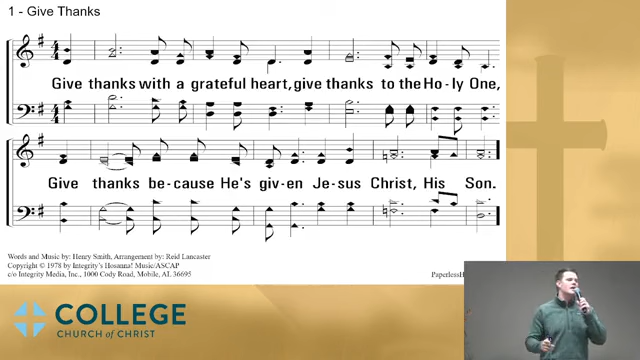 1 - Give Thanks
Give thanks with a grateful heart, give thanks to the Ho - ly One,
Give thanks be-cause He's giv-en Je-sus Christ, His Son.
Words and Music by: Henry Smith, Arrangement by: Reid Lancaster
Copyright © 1978 by Integrity's Hosanna! Music/ASCAP
c/o Integrity Media, Inc., 1000 Cody Road, Mobile, AL 36695
COLLEGE
CHURCH of CHRIST